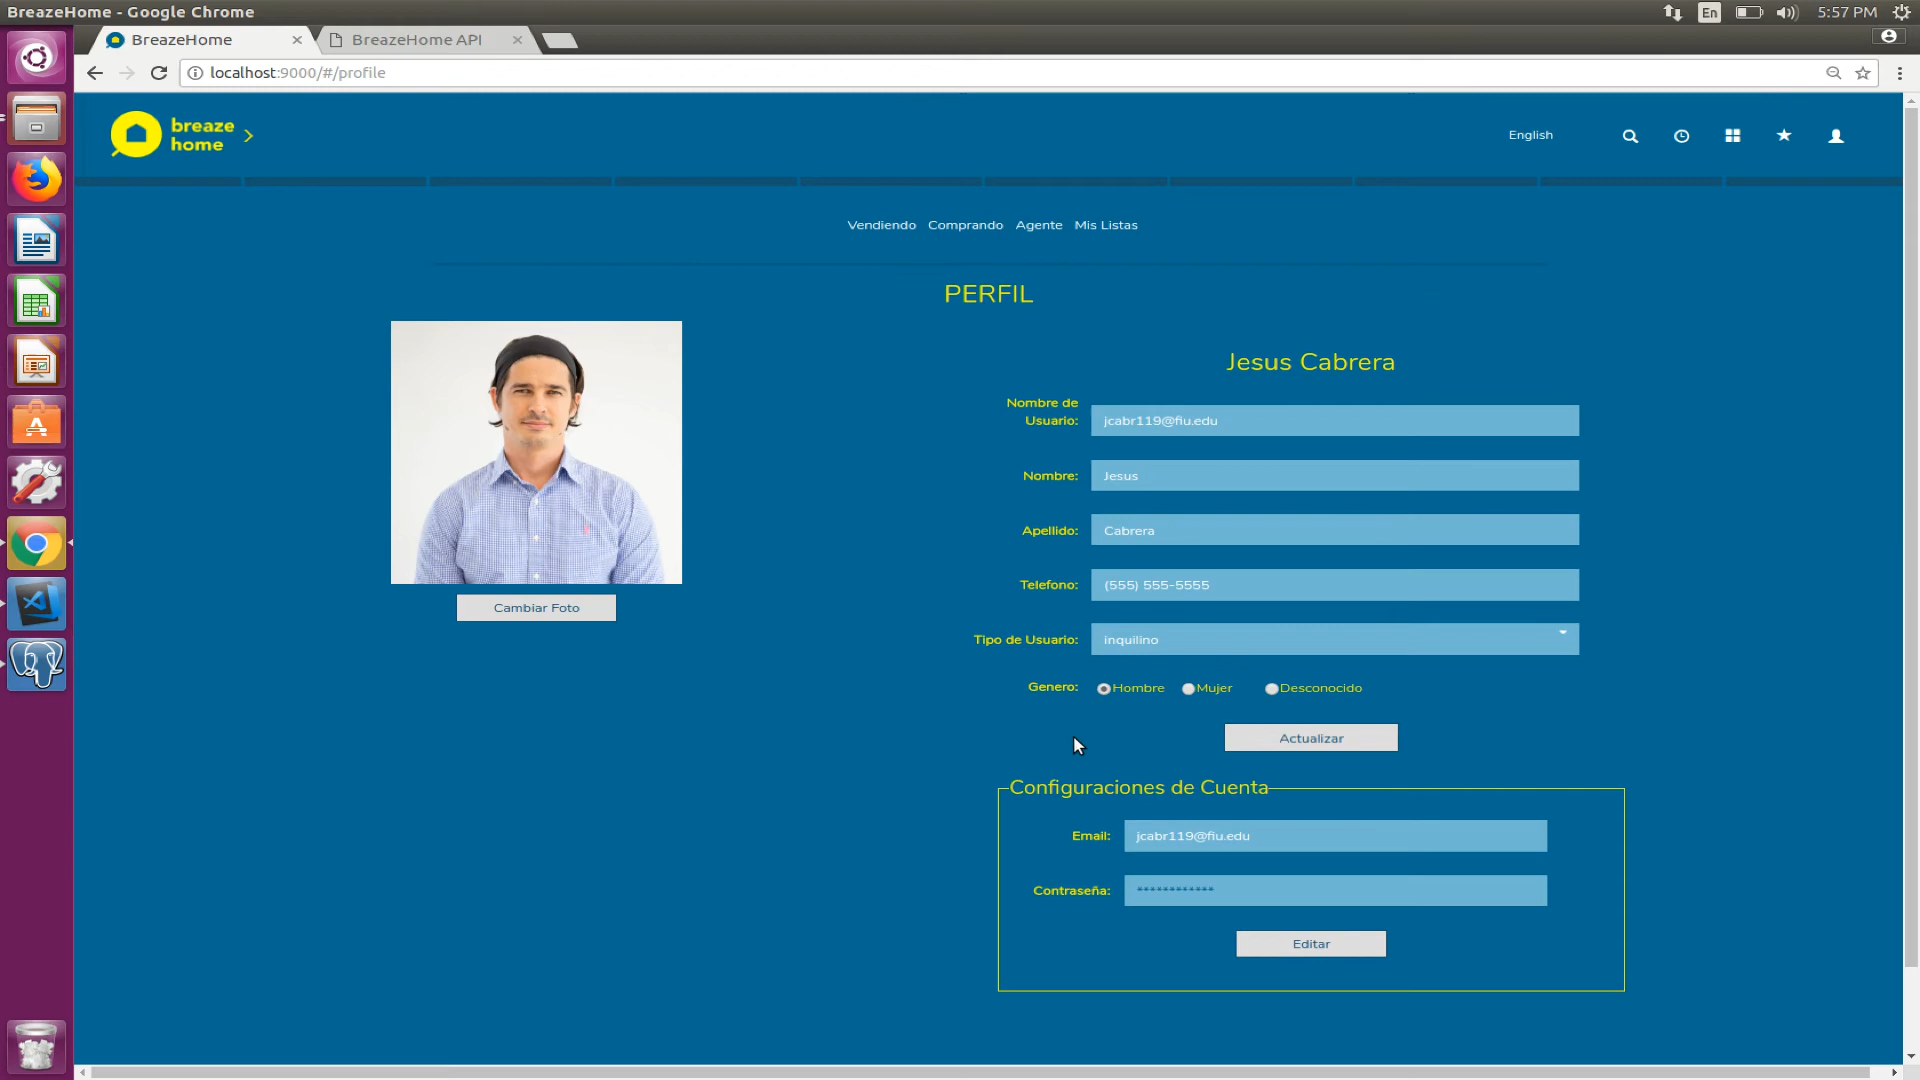 BreazeHome - Google Chrome
En
5:57 PM
BreazeHome
BreazeHome API
localhost:9000/#/profile
breaze
home
English
Vendiendo Comprando Agente Mis Listas
PERFIL
Jesus Cabrera
Nombre de
Usuario: jcabr119@fiu.edu
Nombre: Jesus
Apellido: Cabrera
Telefono: (555) 555-5555
Tipo de Usuario: inquilino
Genero: Hombre Mujer Desconocido
Cambiar Foto
Actualizar
Configuraciones de Cuenta
Email: jcabr119@fiu.edu
Contraseña: ************
Editar